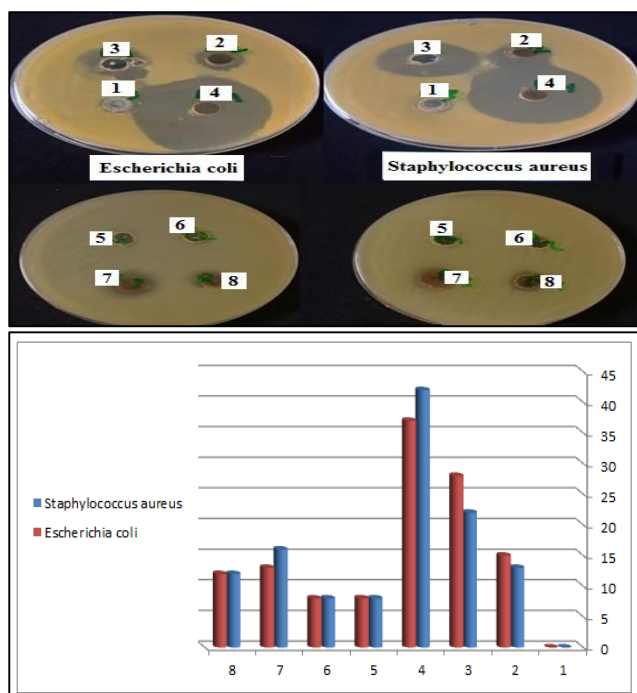 3 2 3 2
1 4 1 4
Escherichia coli Staphylococcus aureus
5 6 5 6
7 8 7 8
45
40
35
30
25
20
15
10
5
0
Staphylococcus aureus
Escherichia coli
8 7 6 5 4 3 2 1